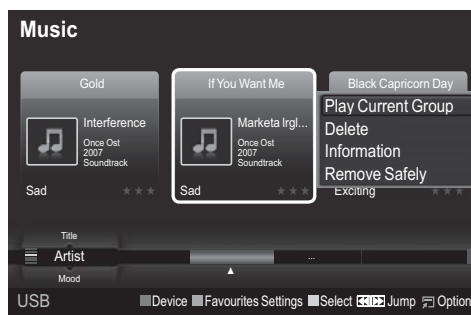 Music
Gold
If You Want Me
Black Capricorn Day
Interference
Once Ost
2007
Soundtrack
Sad
Marketa Irgl...
Once Ost
2007
Soundtrack
Sad
Play Current Group
Delete
Information
Remove Safely
Exciting
Title
Artist
Mood
...
USB
Device Favourites Settings Select Jump Option